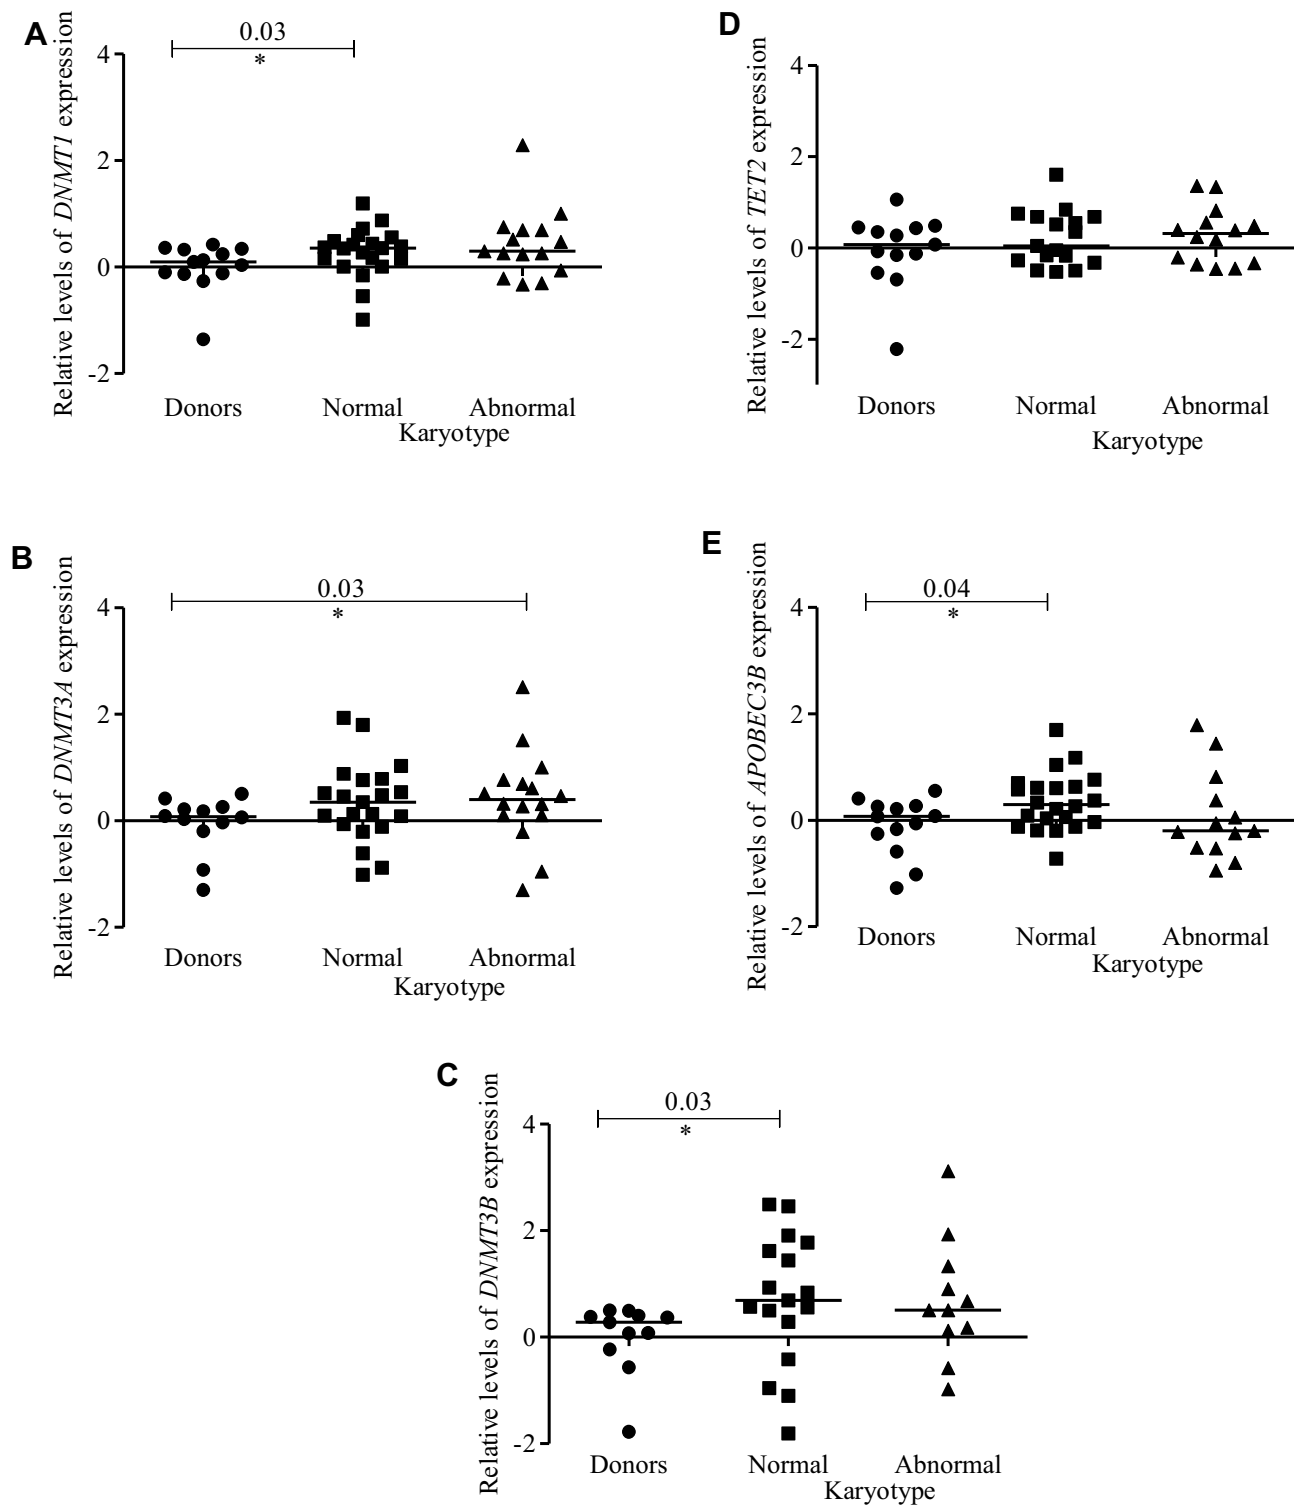 A
Relative levels of DNMT1 expression
0.03
*
4
2
0
-2
Donors
Normal
Abnormal
Karyotype
D
Relative levels of TET2 expression
4
2
0
-2
Donors
Normal
Abnormal
Karyotype
B
Relative levels of DNMT3A expression
0.03
*
4
2
0
-2
Donors
Normal
Abnormal
Karyotype
E
Relative levels of APOBEC3B expression
0.04
*
4
2
0
-2
Donors
Normal
Abnormal
Karyotype
C
Relative levels of DNMT3B expression
0.03
*
4
2
0
-2
Donors
Normal
Abnormal
Karyotype